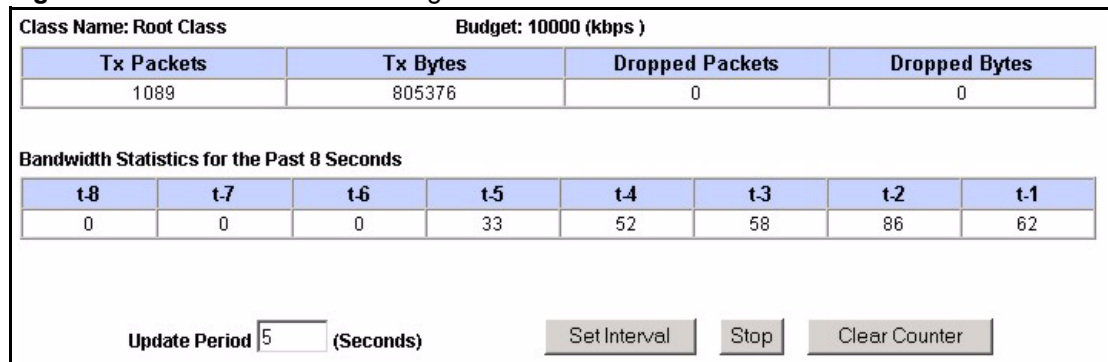 Class Name: Root Class Budget: 10000 (kbps )
Tx Packets Tx Bytes Dropped Packets Dropped Bytes
1089 805376 0 0
Bandwidth Statistics for the Past 8 Seconds
t-8 t-7 t-6 t-5 t-4 t-3 t-2 t-1
0 0 0 33 52 58 86 62
Update Period 5 (Seconds) Set Interval Stop Clear Counter